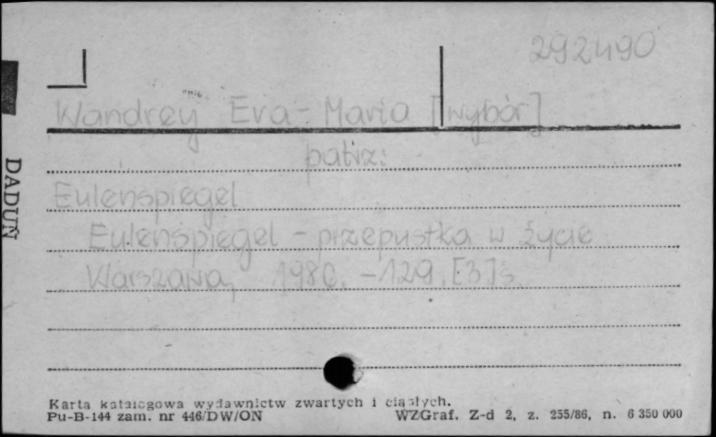 292490
Wandrey Eva-Maria [wybór]
patrz:
Eulenspiegel
Eulenspiegel - przepustka w życie
Warszawa, 1980. - 129, [3] s.
DADUŃ
Karta katalogowa wydawnictw zwartych i ciągłych.
Pu-B-144 zam. nr 446/DW/ON WZGraf. Z-d 2, z. 255/86, n. 6 350 000